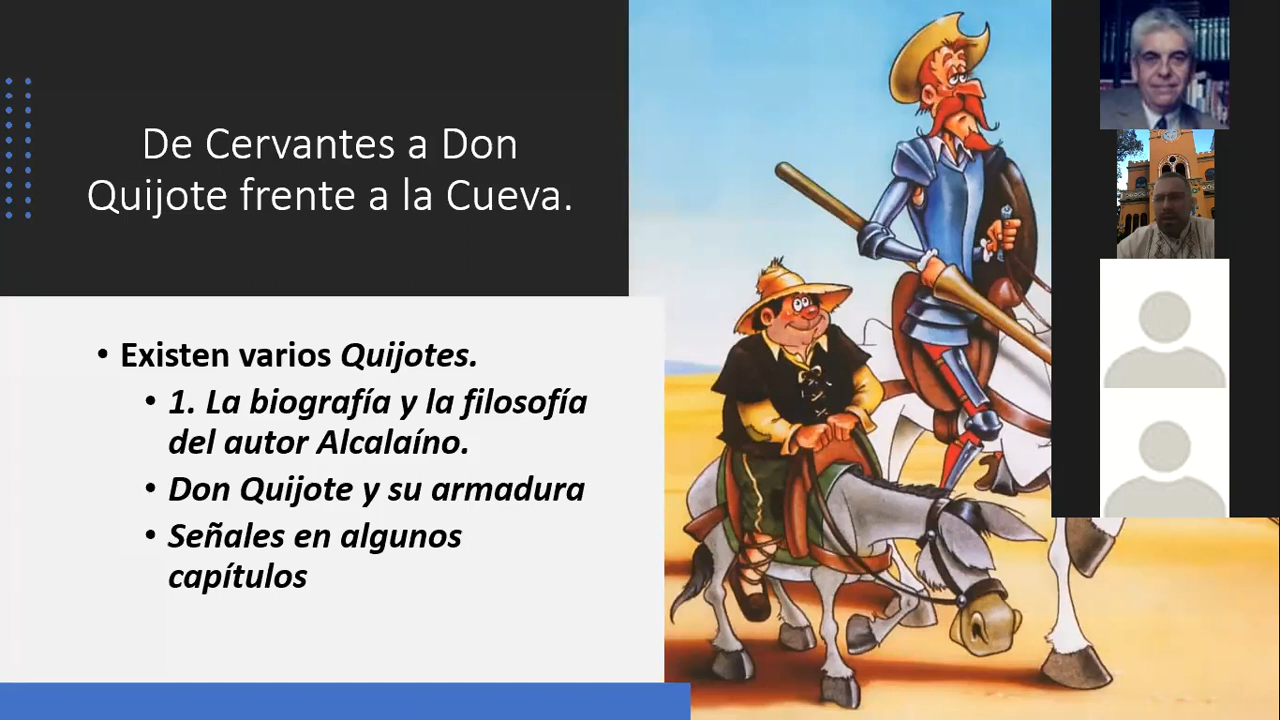 De Cervantes a Don
Quijote frente a la Cueva.
• Existen varios Quijotes.
• 1. La biografía y la filosofía
del autor Alcalaíno.
• Don Quijote y su armadura
• Señales en algunos
capítulos